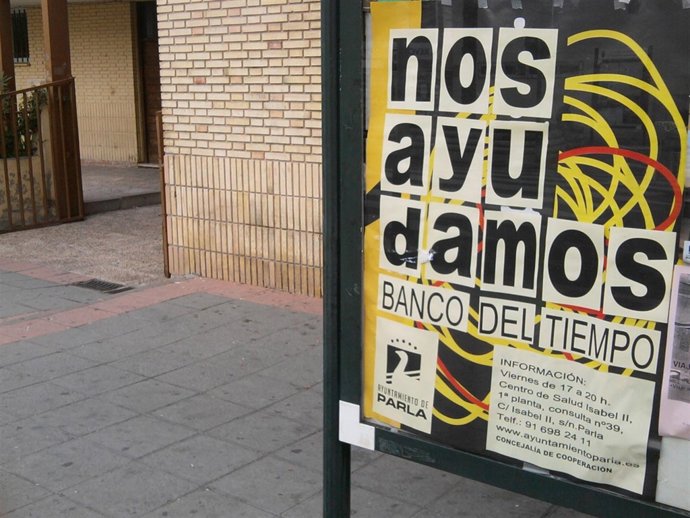 nos
ayu
damos
BANCO DEL TIEMPO
AYUNTAMIENTO DE
PARLA
INFORMACIÓN:
Viernes de 17 a 20 h.
Centro de Salud Isabel II,
1ª planta, consulta nº39,
C/ Isabel II, s/n.Parla
Telf.: 91 698 24 11
www.ayuntamientoparla.es
CONCEJALÍA DE COOPERACIÓN